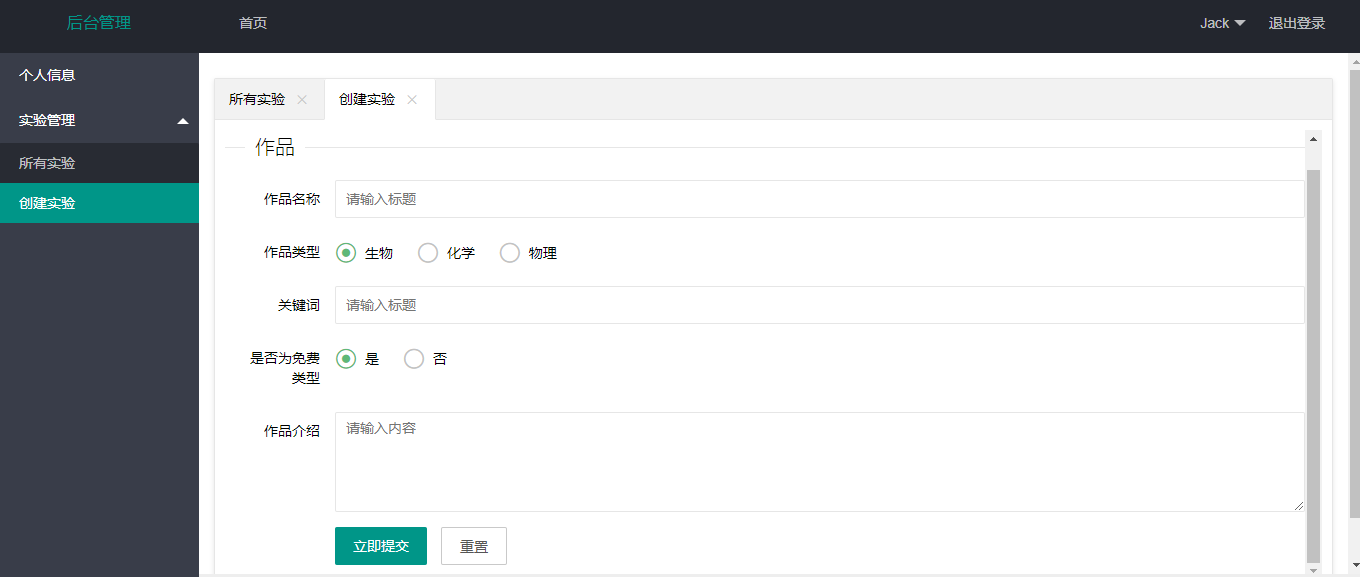 后台管理
首页
Jack
退出登录
个人信息
实验管理
所有实验
创建实验
所有实验
创建实验
作品
作品名称
请输入标题
作品类型
生物
化学
物理
关键词
请输入标题
是否为免费
类型
是
否
作品介绍
请输入内容
立即提交
重置